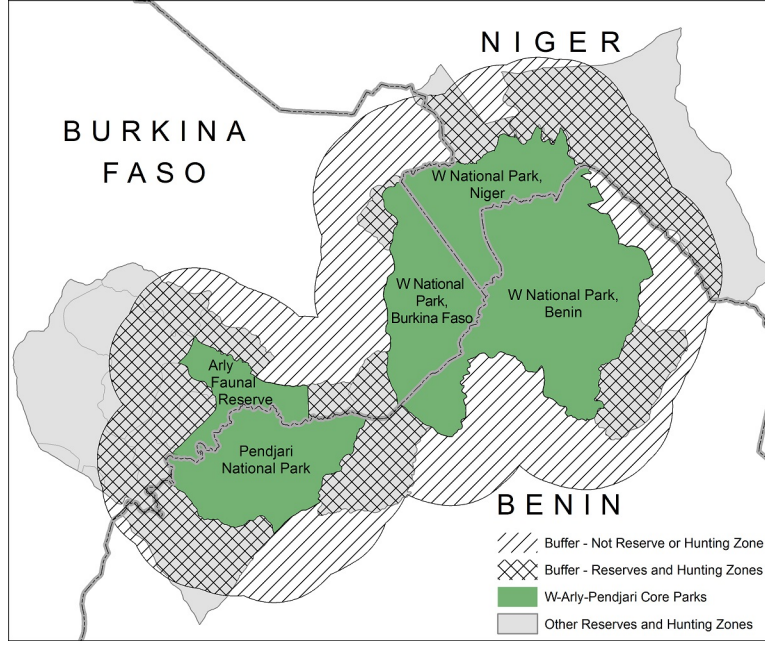 NIGER
BURKINA
FASO
W National Park,
Niger
W National
Park,
Burkina Faso
W National Park,
Benin
Arly
Faunal
Reserve
Pendjari
National Park
BENIN
Buffer - Not Reserve or Hunting Zone
Buffer - Reserves and Hunting Zones
W-Arly-Pendjari Core Parks
Other Reserves and Hunting Zones